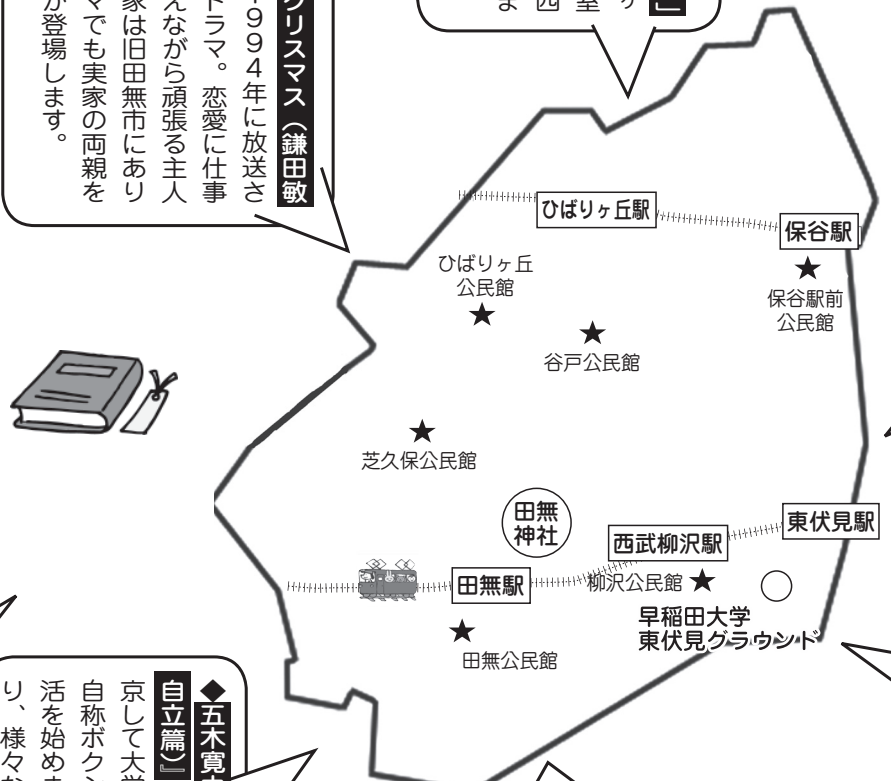 クリスマス（鎌田敏
１９９４年に放送さ
ドラマ。恋愛に仕事
えながら頑張る主人
家は旧田無市にあり
マでも実家の両親を
が登場します。
ひばりヶ丘駅
保谷駅
ひばりヶ丘
公民館
保谷駅前
公民館
谷戸公民館
芝久保公民館
田無
神社
東伏見駅
西武柳沢駅
田無駅
柳沢公民館
早稲田大学
東伏見グラウンド
田無公民館
◆五木寛
自立篇）』
京して大学
自称ボクシ
活を始めま
り、様々な